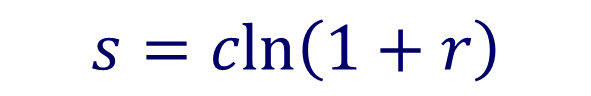 s = cln(1 + r)